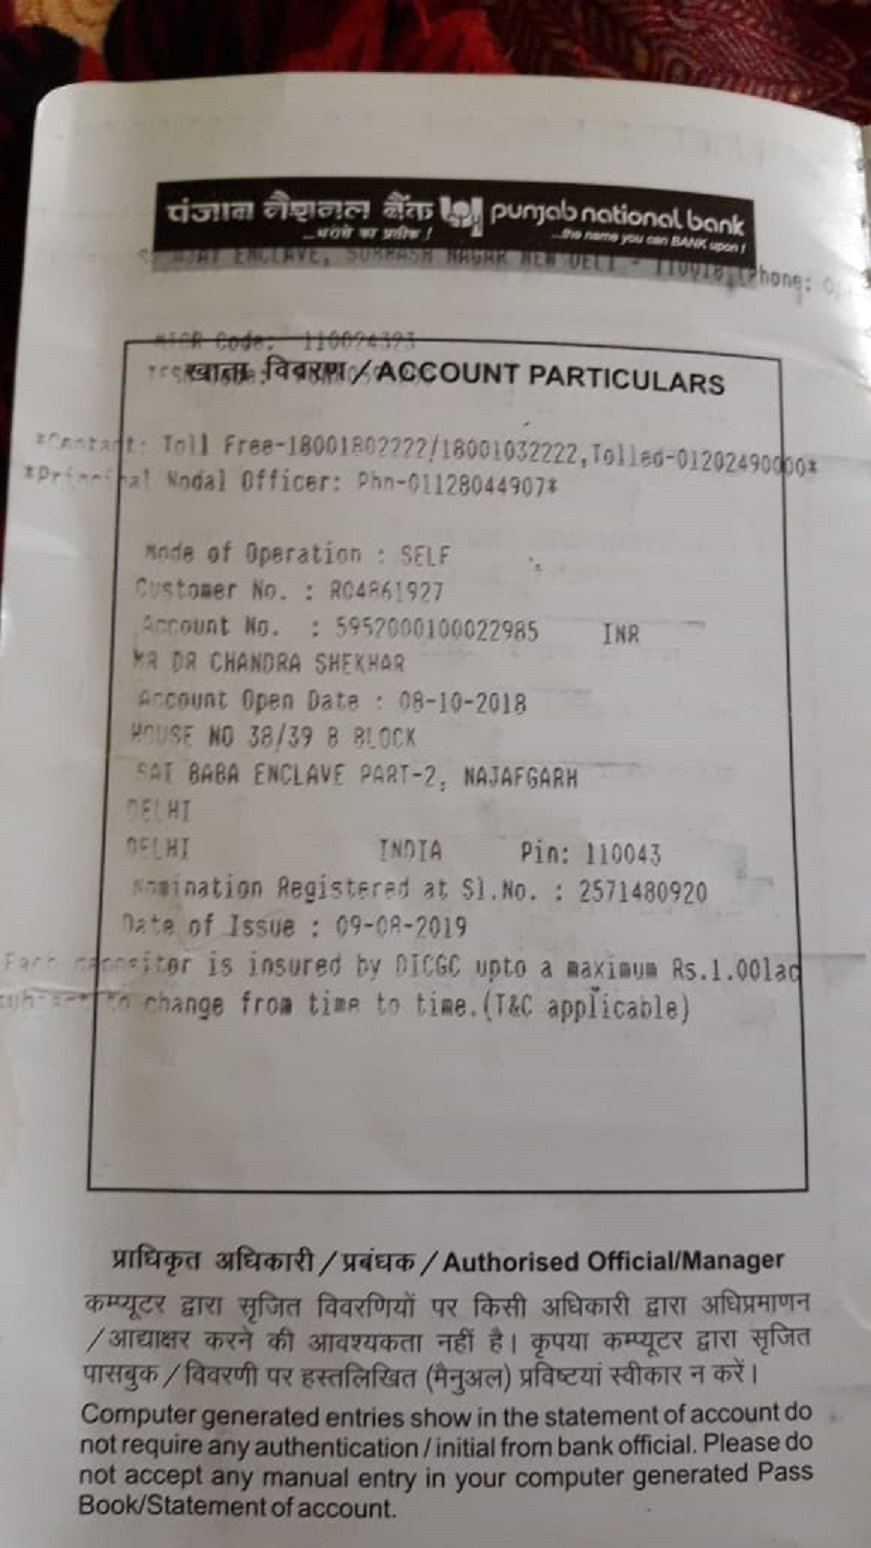 पंजाब नैशनल बैंक punjab national bank
...भरोसे का प्रतीक ! ...the name you can BANK upon !
ENCLAVE, SUBHASH NAGAR NEW DELI - 110018 (Phone:
MICR Code: 110024323
खाता विवरण / ACCOUNT PARTICULARS
*Contact: Toll Free-18001802222/18001032222,Tolled-01202490000*
*Principal Nodal Officer: Phn-01128044907*
Mode of Operation : SELF
Customer No. : R04861927
Account No. : 5952000100022985 INR
MR DR CHANDRA SHEKHAR
Account Open Date : 08-10-2018
HOUSE NO 38/39 B BLOCK
SAI BABA ENCLAVE PART-2, NAJAFGARH
DELHI
DELHI INDIA Pin: 110043
Nomination Registered at Sl.No. : 2571480920
Date of Issue : 09-08-2019
Each depositor is insured by DICGC upto a maximum Rs.1.00lac
subject to change from time to time.(T&C applicable)
प्राधिकृत अधिकारी / प्रबंधक / Authorised Official/Manager
कम्प्यूटर द्वारा सृजित विवरणियों पर किसी अधिकारी द्वारा अधिप्रमाणन
/ आद्याक्षर करने की आवश्यकता नहीं है। कृपया कम्प्यूटर द्वारा सृजित
पासबुक / विवरणी पर हस्तलिखित (मैनुअल) प्रविष्टयां स्वीकार न करें।
Computer generated entries show in the statement of account do
not require any authentication / initial from bank official. Please do
not accept any manual entry in your computer generated Pass
Book/Statement of account.